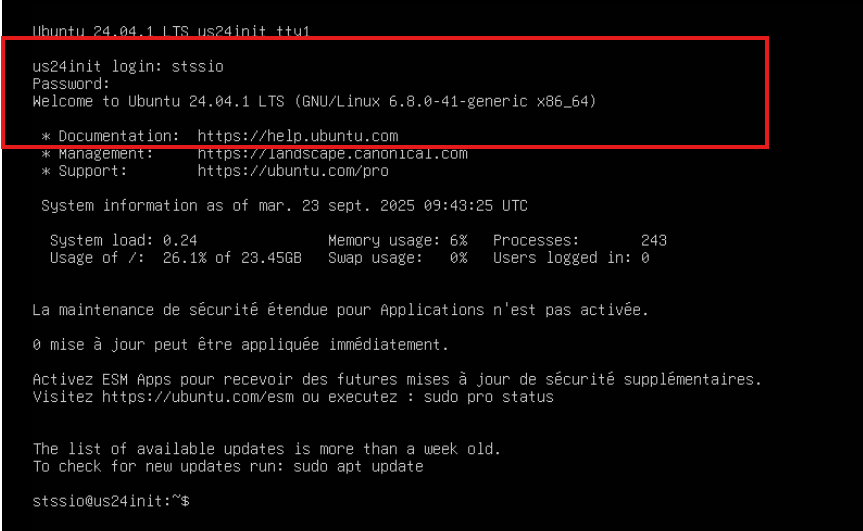 Ubuntu 24.04.1 LTS us24init tty1
us24init login: stssio
Password:
Welcome to Ubuntu 24.04.1 LTS (GNU/Linux 6.8.0-41-generic x86_64)
* Documentation:  https://help.ubuntu.com
* Management:     https://landscape.canonical.com
* Support:        https://ubuntu.com/pro
System information as of mar. 23 sept. 2025 09:43:25 UTC
System load: 0.24               Memory usage: 6%   Processes:       243
Usage of /:  26.1% of 23.45GB   Swap usage:   0%   Users logged in: 0
La maintenance de sécurité étendue pour Applications n'est pas activée.
0 mise à jour peut être appliquée immédiatement.
Activez ESM Apps pour recevoir des futures mises à jour de sécurité supplémentaires.
Visitez https://ubuntu.com/esm ou executez : sudo pro status
The list of available updates is more than a week old.
To check for new updates run: sudo apt update
stssio@us24init:~$